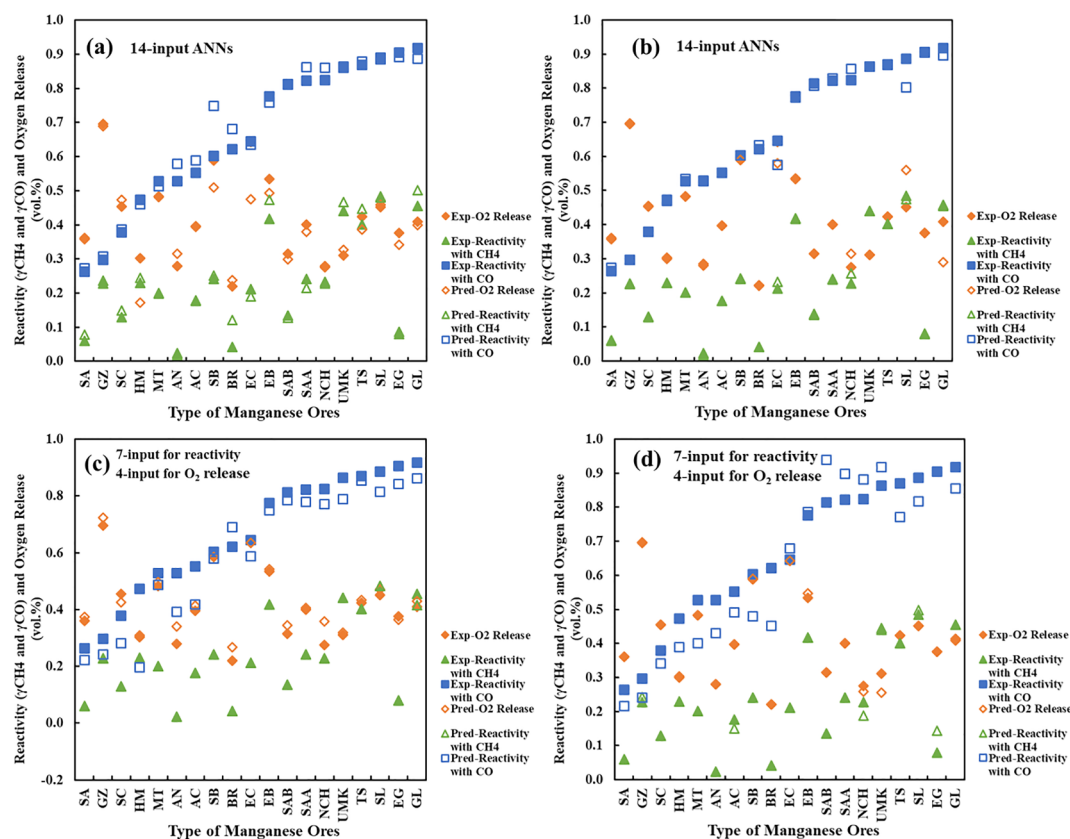 (a) 14-input ANNs
Reactivity (γCH4 and γCO) and Oxygen Release
(vol.%)
1.0
0.9
0.8
0.7
0.6
0.5
0.4
0.3
0.2
0.1
0.0
SA GZ SC HM MT AN AC SB BR EC EB SAB SAA NCH UMK TS SL EG GL
Type of Manganese Ores
Exp-O2 Release
Exp-Reactivity
with CH4
Exp-Reactivity
with CO
Pred-O2 Release
Pred-Reactivity
with CH4
Pred-Reactivity
with CO
(b) 14-input ANNs
Reactivity (γCH4 and γCO) and Oxygen Release
(vol.%)
1.0
0.9
0.8
0.7
0.6
0.5
0.4
0.3
0.2
0.1
0.0
SA GZ SC HM MT AN AC SB BR EC EB SAB SAA NCH UMK TS SL EG GL
Type of Manganese Ores
Exp-O2 Release
Exp-Reactivity
with CH4
Exp-Reactivity
with CO
Pred-O2 Release
Pred-Reactivity
with CH4
Pred-Reactivity
with CO
(c) 7-input for reactivity
4-input for O₂ release
Reactivity (γCH4 and γCO) and Oxygen Release
(vol.%)
1.0
0.8
0.6
0.4
0.2
0.0
-0.2
SA GZ SC HM MT AN AC SB BR EC EB SAB SAA NCH UMK TS SL EG GL
Type of Manganese Ores
Exp-O2 Release
Exp-Reactivity
with CH4
Exp-Reactivity
with CO
Pred-O2 Release
Pred-Reactivity
with CH4
Pred-Reactivity
with CO
(d) 7-input for reactivity
4-input for O₂ release
Reactivity (γCH4 and γCO) and Oxygen Release
(vol.%)
1.0
0.9
0.8
0.7
0.6
0.5
0.4
0.3
0.2
0.1
0.0
SA GZ SC HM MT AN AC SB BR EC EB SAB SAA NCH UMK TS SL EG GL
Type of Manganese Ores
Exp-O2 Release
Exp-Reactivity
with CH4
Exp-Reactivity
with CO
Pred-O2 Release
Pred-Reactivity
with CH4
Pred-Reactivity
with CO